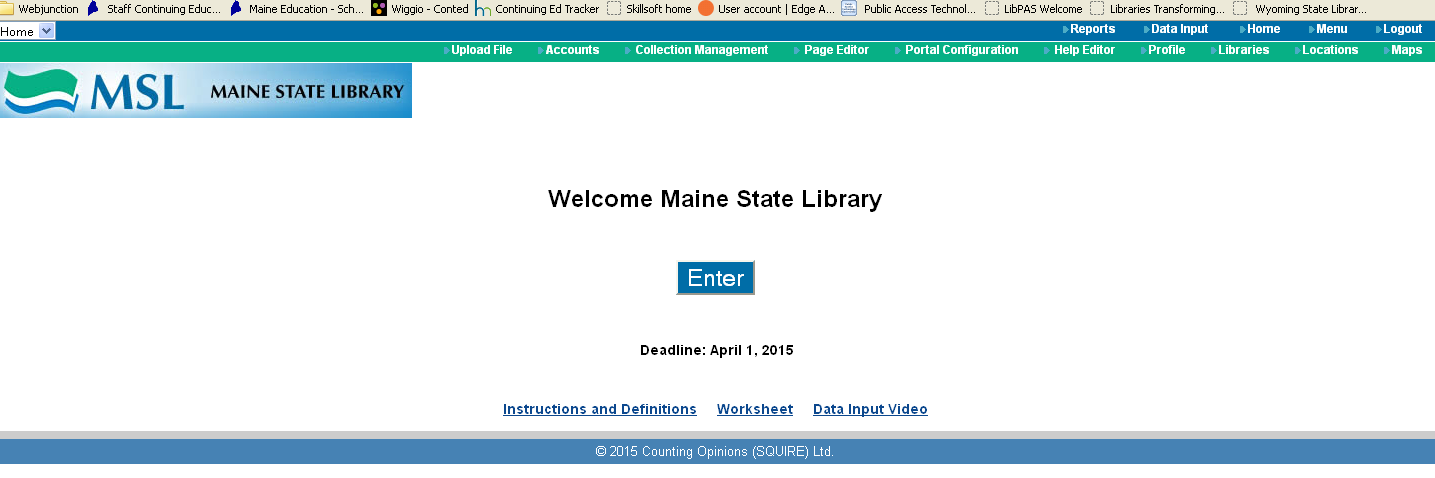 Webjunction Staff Continuing Educ... Maine Education - Sch... Wiggio - Conted Continuing Ed Tracker Skillsoft home User account | Edge A... Public Access Technol... LibPAS Welcome Libraries Transforming... Wyoming State Librar...
Home Reports Data Input Home Menu Logout
Upload File Accounts Collection Management Page Editor Portal Configuration Help Editor Profile Libraries Locations Maps
MSL MAINE STATE LIBRARY
Welcome Maine State Library
Enter
Deadline: April 1, 2015
Instructions and Definitions Worksheet Data Input Video
© 2015 Counting Opinions (SQUIRE) Ltd.